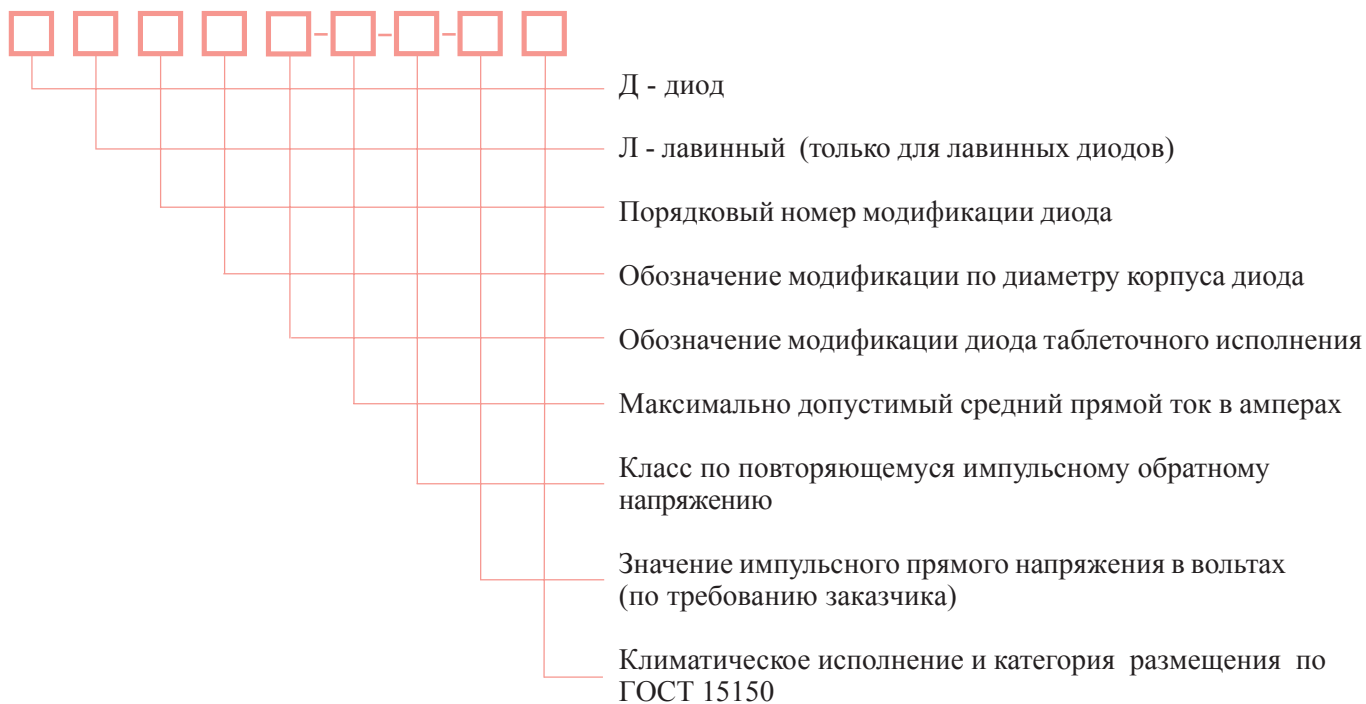 Д - диод
Л - лавинный (только для лавинных диодов)
Порядковый номер модификации диода
Обозначение модификации по диаметру корпуса диода
Обозначение модификации диода таблеточного исполнения
Максимально допустимый средний прямой ток в амперах
Класс по повторяющемуся импульсному обратному
напряжению
Значение импульсного прямого напряжения в вольтах
(по требованию заказчика)
Климатическое исполнение и категория размещения по
ГОСТ 15150